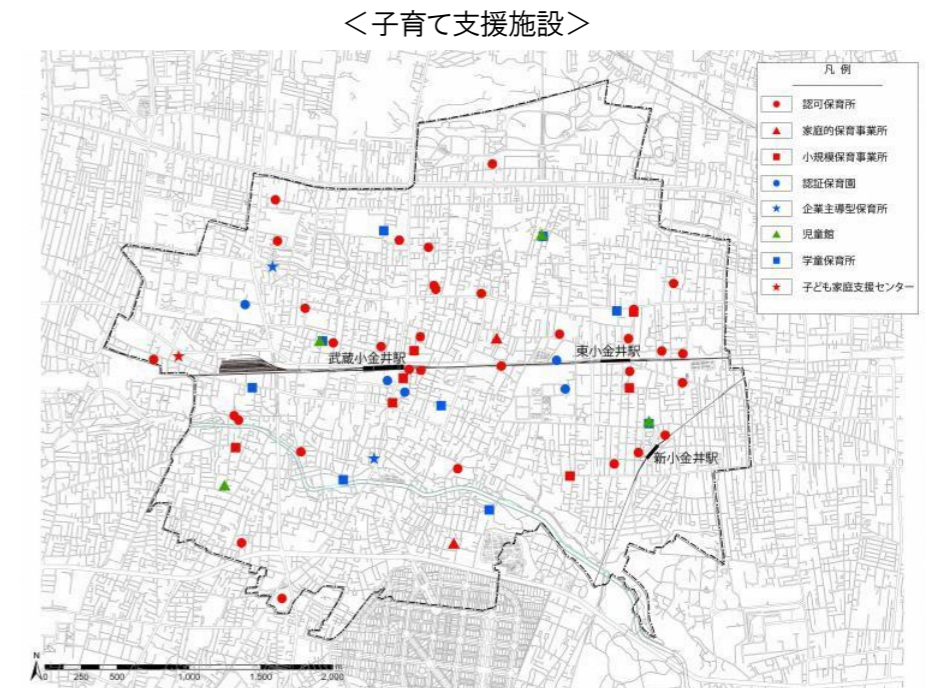 ＜子育て支援施設＞
凡 例
認可保育所
家庭的保育事業所
小規模保育事業所
認証保育園
企業主導型保育所
児童館
学童保育所
子ども家庭支援センター
武蔵小金井駅
東小金井駅
新小金井駅
N
0 250 500 1,000 1,500 2,000
m